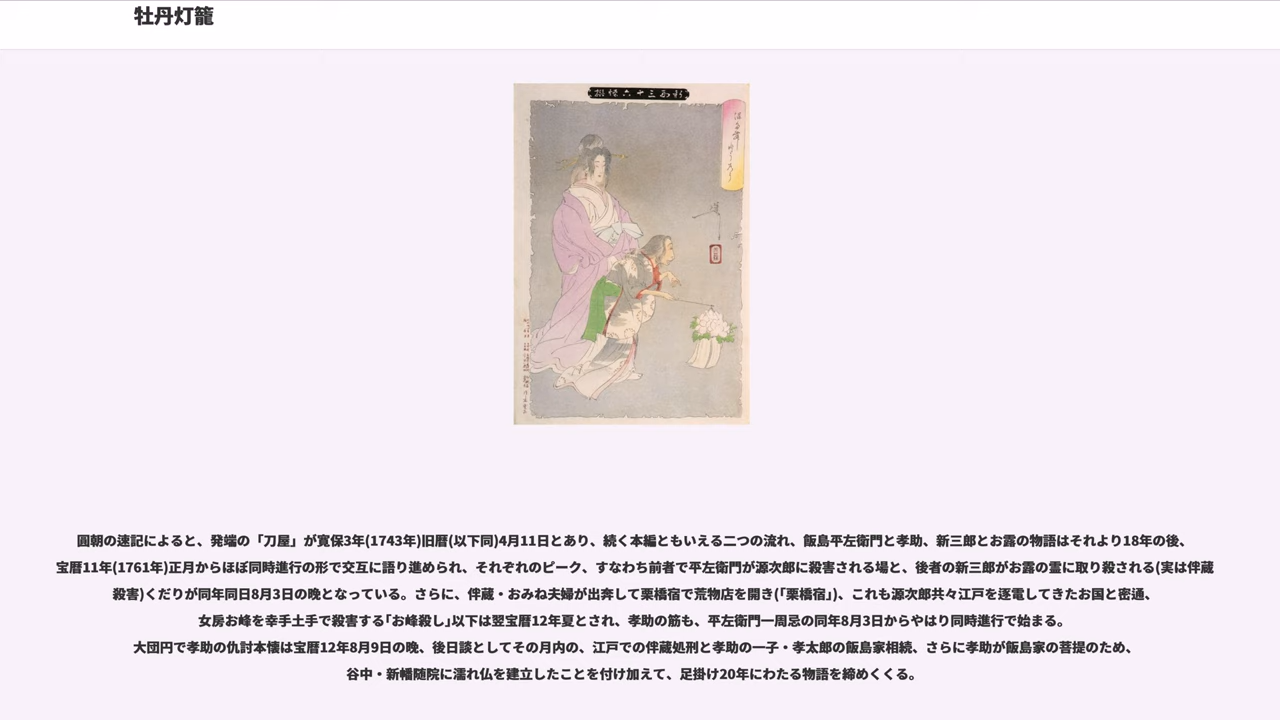 牡丹灯籠
新形三十六怪撰
圓朝の速記によると、発端の「刀屋」が寛保3年(1743年)旧暦(以下同)4月11日とあり、続く本編ともいえる二つの流れ、飯島平左衛門と孝助、新三郎とお露の物語はそれより18年の後、
宝暦11年(1761年)正月からほぼ同時進行の形で交互に語り進められ、それぞれのピーク、すなわち前者で平左衛門が源次郎に殺害される場と、後者の新三郎がお露の霊に取り殺される(実は伴蔵
殺害)くだりが同年同日8月3日の晩となっている。さらに、伴蔵・おみね夫婦が出奔して栗橋宿で荒物店を開き(｢栗橋宿｣)、これも源次郎共々江戸を逐電してきたお国と密通、
女房お峰を幸手土手で殺害する｢お峰殺し｣以下は翌宝暦12年夏とされ、孝助の筋も、平左衛門一周忌の同年8月3日からやはり同時進行で始まる。
大団円で孝助の仇討本懐は宝暦12年8月9日の晩、後日談としてその月内の、江戸での伴蔵処刑と孝助の一子・孝太郎の飯島家相続、さらに孝助が飯島家の菩提のため、
谷中・新幡随院に濡れ仏を建立したことを付け加えて、足掛け20年にわたる物語を締めくくる。